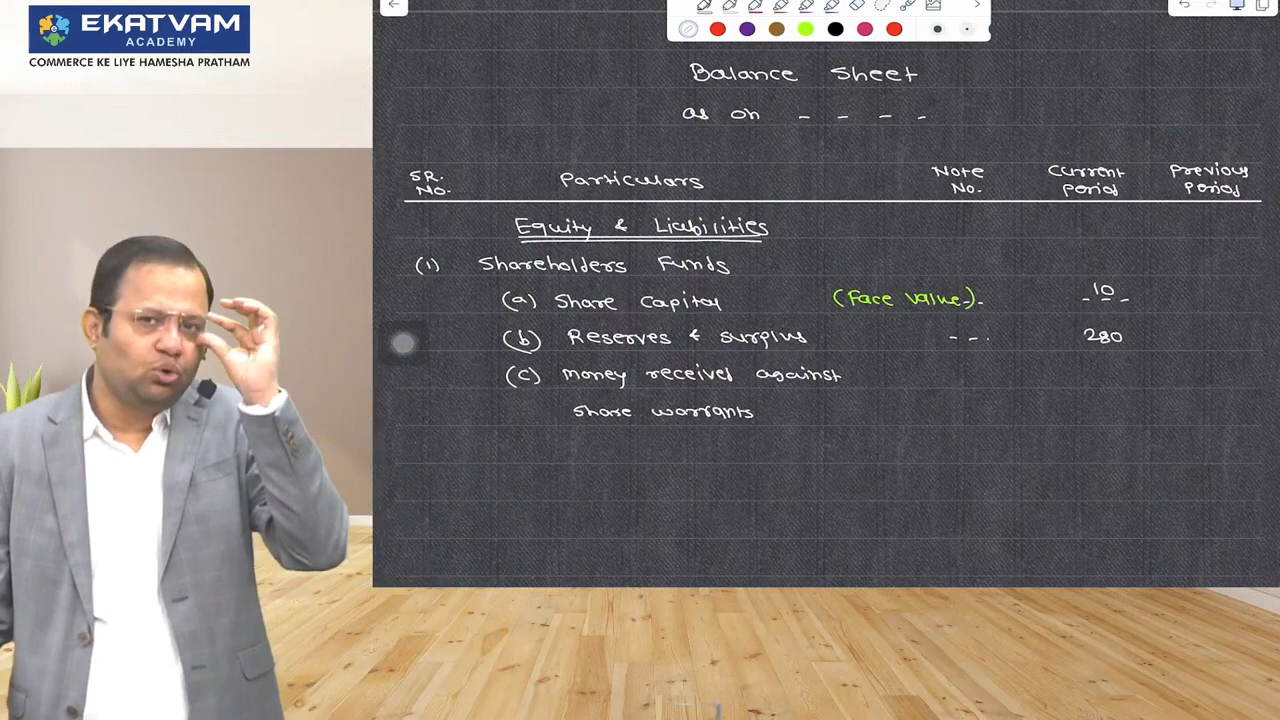 EKATVAM
ACADEMY
COMMERCE KE LIYE HAMESHA PRATHAM
Balance Sheet
as on - - - -
SR. No. Particulars Note No. Current Period Previous Period
Equity & Liabilities
(1) Shareholders Funds
(a) Share Capital (Face Value) 10
(b) Reserves & Surplus 280
(c) Money received against
Share warrants